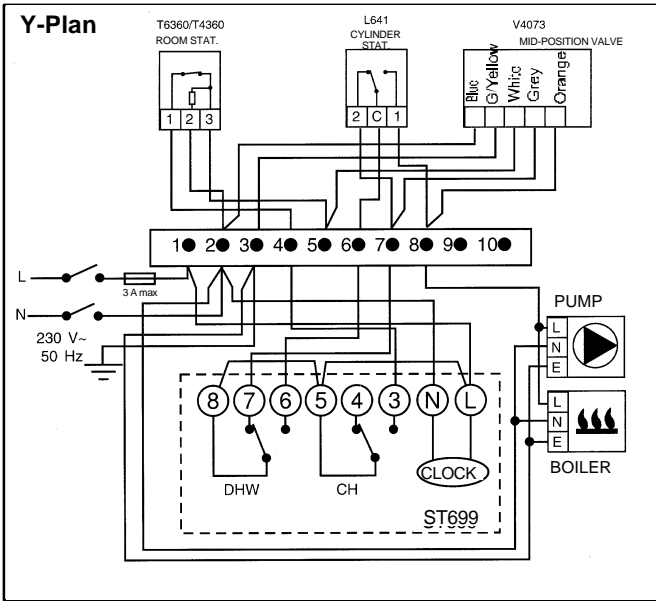 Y-Plan
T6360/T4360
ROOM STAT.
L641
CYLINDER
STAT.
V4073
MID-POSITION VALVE
Blue
G/Yellow
White
Grey
Orange
1 2 3
2 C 1
1 2 3 4 5 6 7 8 9 10
L
3 A max
N
230 V~
50 Hz
PUMP
L
N
E
L
N
E
BOILER
8 7 6 5 4 3 N L
DHW
CH
CLOCK
ST699